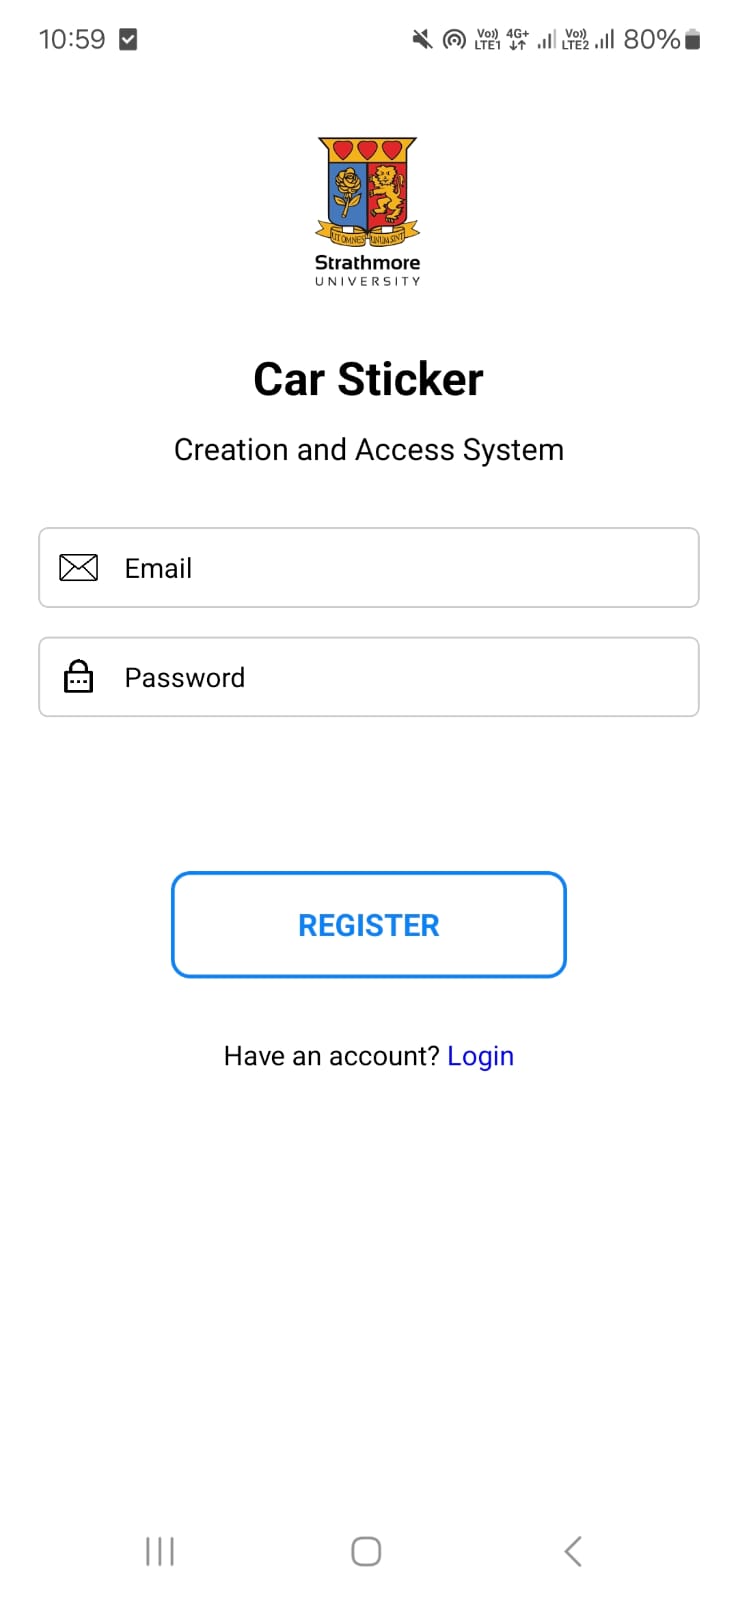 10:59 Vo)) LTE1 4G+ Vo)) LTE2 80%
UT OMNES UNUM SINT
Strathmore
UNIVERSITY
Car Sticker
Creation and Access System
Email
Password
REGISTER
Have an account? Login